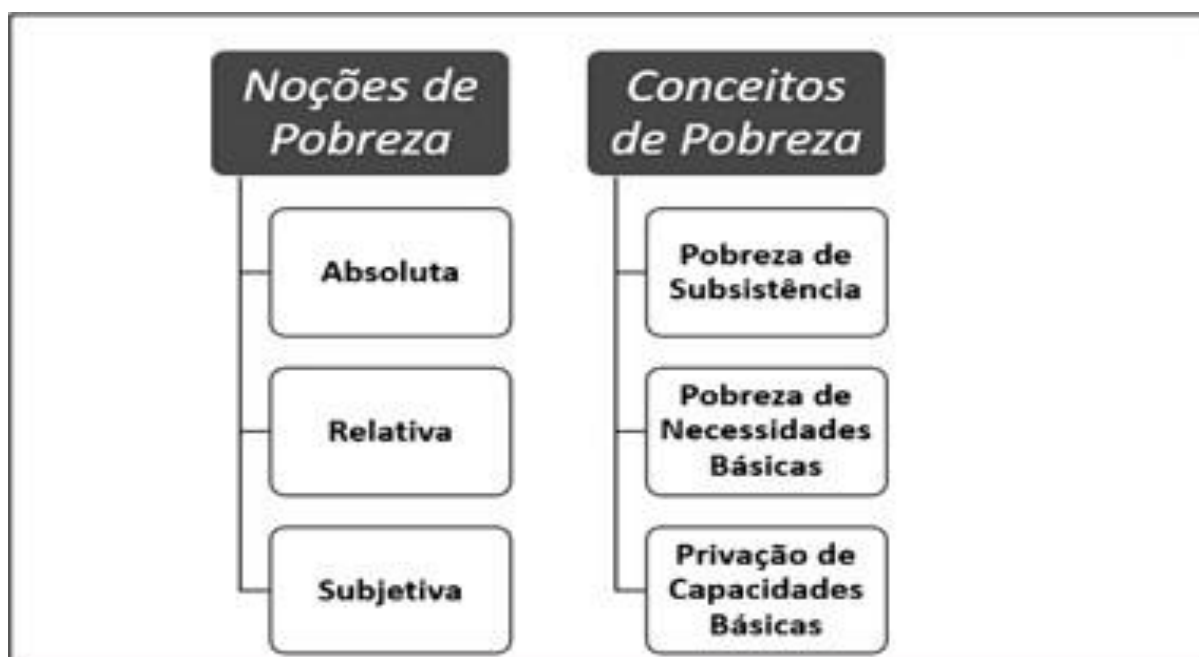 Noções de
Pobreza
Absoluta
Relativa
Subjetiva
Conceitos
de Pobreza
Pobreza de
Subsistência
Pobreza de
Necessidades
Básicas
Privação de
Capacidades
Básicas